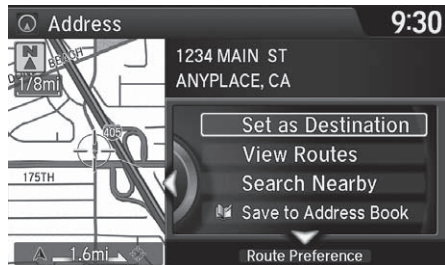 Address
9:30
N
1/8mi
BEACH
405
175TH
1.6mi
1234 MAIN ST
ANYPLACE, CA
Set as Destination
View Routes
Search Nearby
Save to Address Book
Route Preference